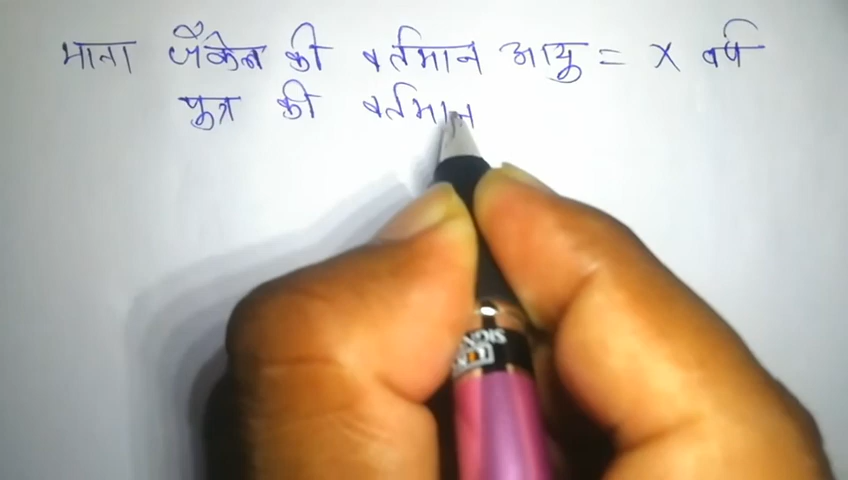 माना जैकेब की वर्तमान आयु = x वर्ष
पुत्र की वर्तमान